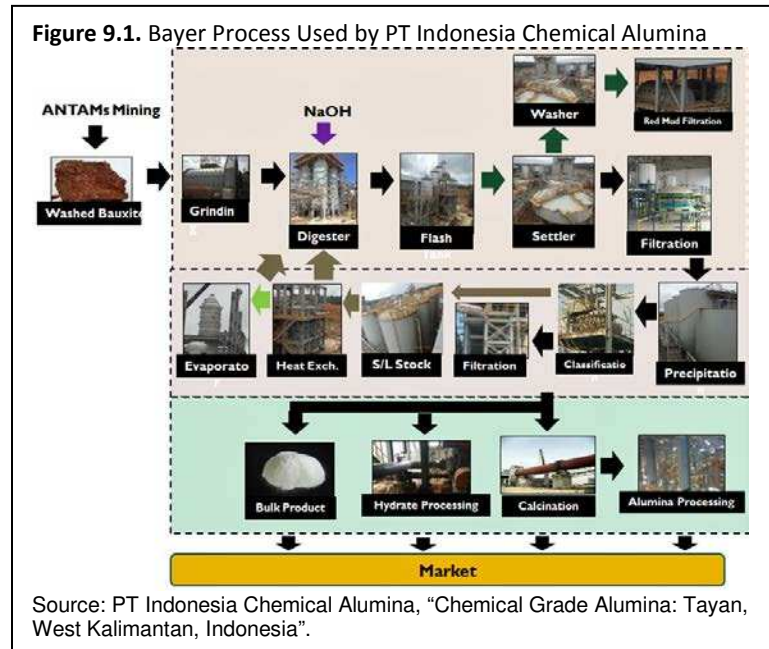 Figure 9.1. Bayer Process Used by PT Indonesia Chemical Alumina
ANTAMs Mining
NaOH
Washer
Red Mud Filtration
Washed Bauxite
Grindin
Digester
Flash
Settler
Filtration
Evaporato
Heat Exch.
S/L Stock
Filtration
Classificatio
Precipitatio
Bulk Product
Hydrate Processing
Calcination
Alumina Processing
Market
Source: PT Indonesia Chemical Alumina, “Chemical Grade Alumina: Tayan,
West Kalimantan, Indonesia”.